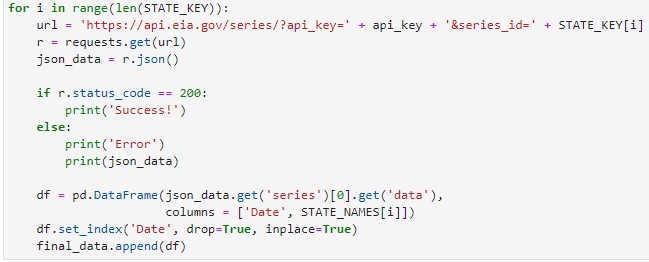 for i in range(len(STATE_KEY)):
    url = 'https://api.eia.gov/series/?api_key=' + api_key + '&series_id=' + STATE_KEY[i]
    r = requests.get(url)
    json_data = r.json()

    if r.status_code == 200:
        print('Success!')
    else:
        print('Error')
        print(json_data)

    df = pd.DataFrame(json_data.get('series')[0].get('data'),
                      columns = ['Date', STATE_NAMES[i]])
    df.set_index('Date', drop=True, inplace=True)
    final_data.append(df)